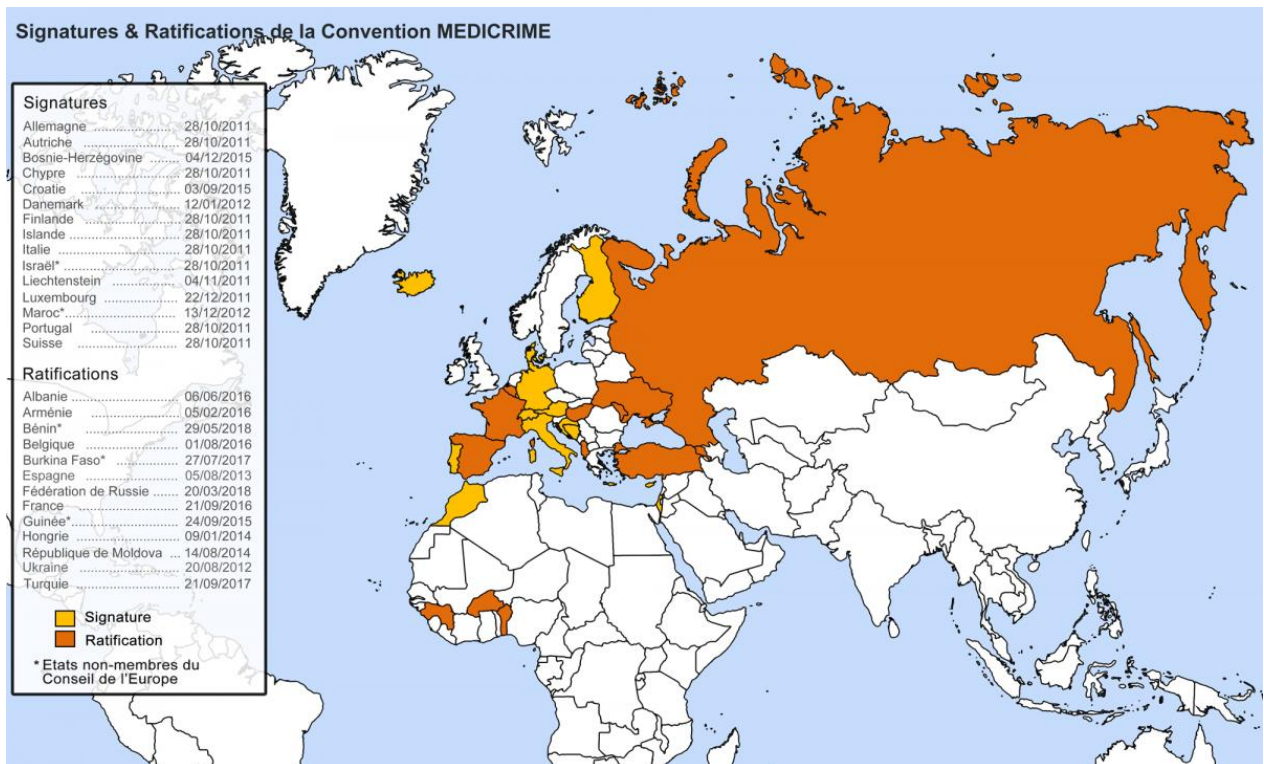 Signatures & Ratifications de la Convention MEDICRIME
Signatures
Allemagne ..................... 28/10/2011
Autriche ........................ 28/10/2011
Bosnie-Herzégovine ...... 04/12/2015
Chypre .......................... 28/10/2011
Croatie .......................... 03/09/2015
Danemark ..................... 12/01/2012
Finlande ....................... 28/10/2011
Islande .......................... 28/10/2011
Italie .............................. 28/10/2011
Israël* ........................... 28/10/2011
Liechtenstein ................ 04/11/2011
Luxembourg ................. 22/12/2011
Maroc* .......................... 13/12/2012
Portugal ....................... 28/10/2011
Suisse .......................... 28/10/2011
Ratifications
Albanie ......................... 06/06/2016
Arménie ....................... 05/02/2016
Bénin* .......................... 29/05/2018
Belgique ....................... 01/08/2016
Burkina Faso* .............. 27/07/2017
Espagne ...................... 05/08/2013
Fédération de Russie ... 20/03/2018
France ......................... 21/09/2016
Guinée* ........................ 24/09/2015
Hongrie ........................ 09/01/2014
République de Moldova ... 14/08/2014
Ukraine ........................ 20/08/2012
Turquie ........................ 21/09/2017
Signature
Ratification
* Etats non-membres du
Conseil de l'Europe